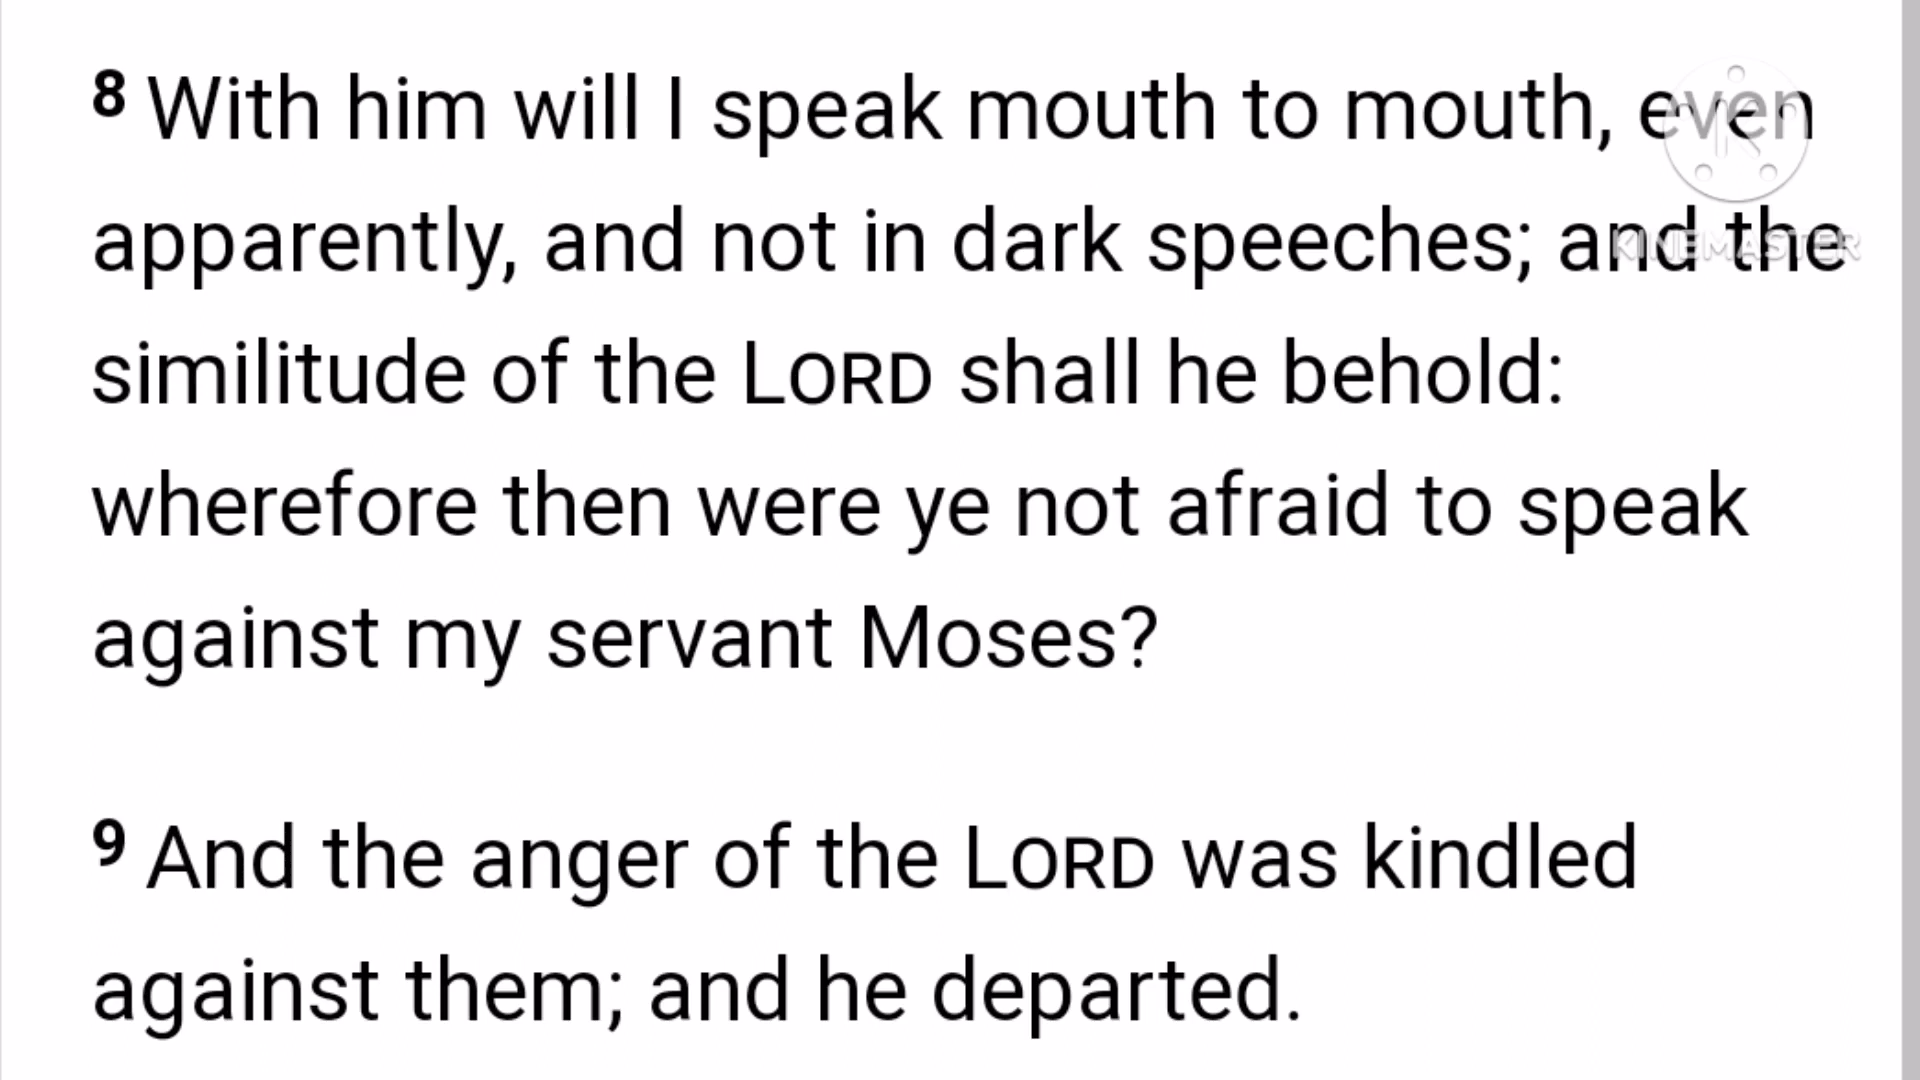 8 With him will I speak mouth to mouth, even
apparently, and not in dark speeches; and the
similitude of the LORD shall he behold:
wherefore then were ye not afraid to speak
against my servant Moses?
9 And the anger of the LORD was kindled
against them; and he departed.
KINEMASTER